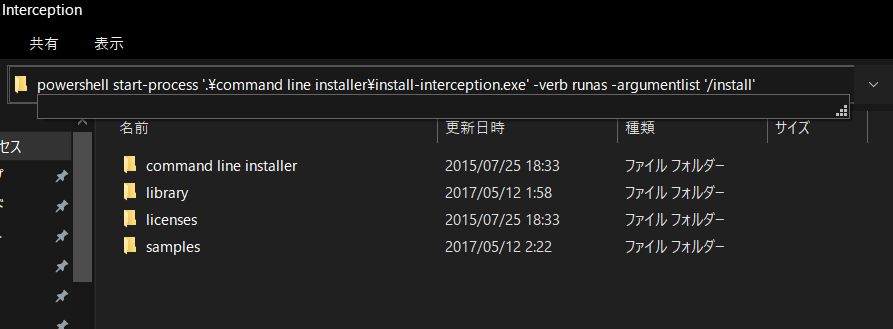 Interception
共有 表示
powershell start-process '.¥command line installer¥install-interception.exe' -verb runas -argumentlist '/install'
名前 更新日時 種類 サイズ
セス
command line installer 2015/07/25 18:33 ファイル フォルダー
library 2017/05/12 1:58 ファイル フォルダー
licenses 2015/07/25 18:33 ファイル フォルダー
samples 2017/05/12 2:22 ファイル フォルダー